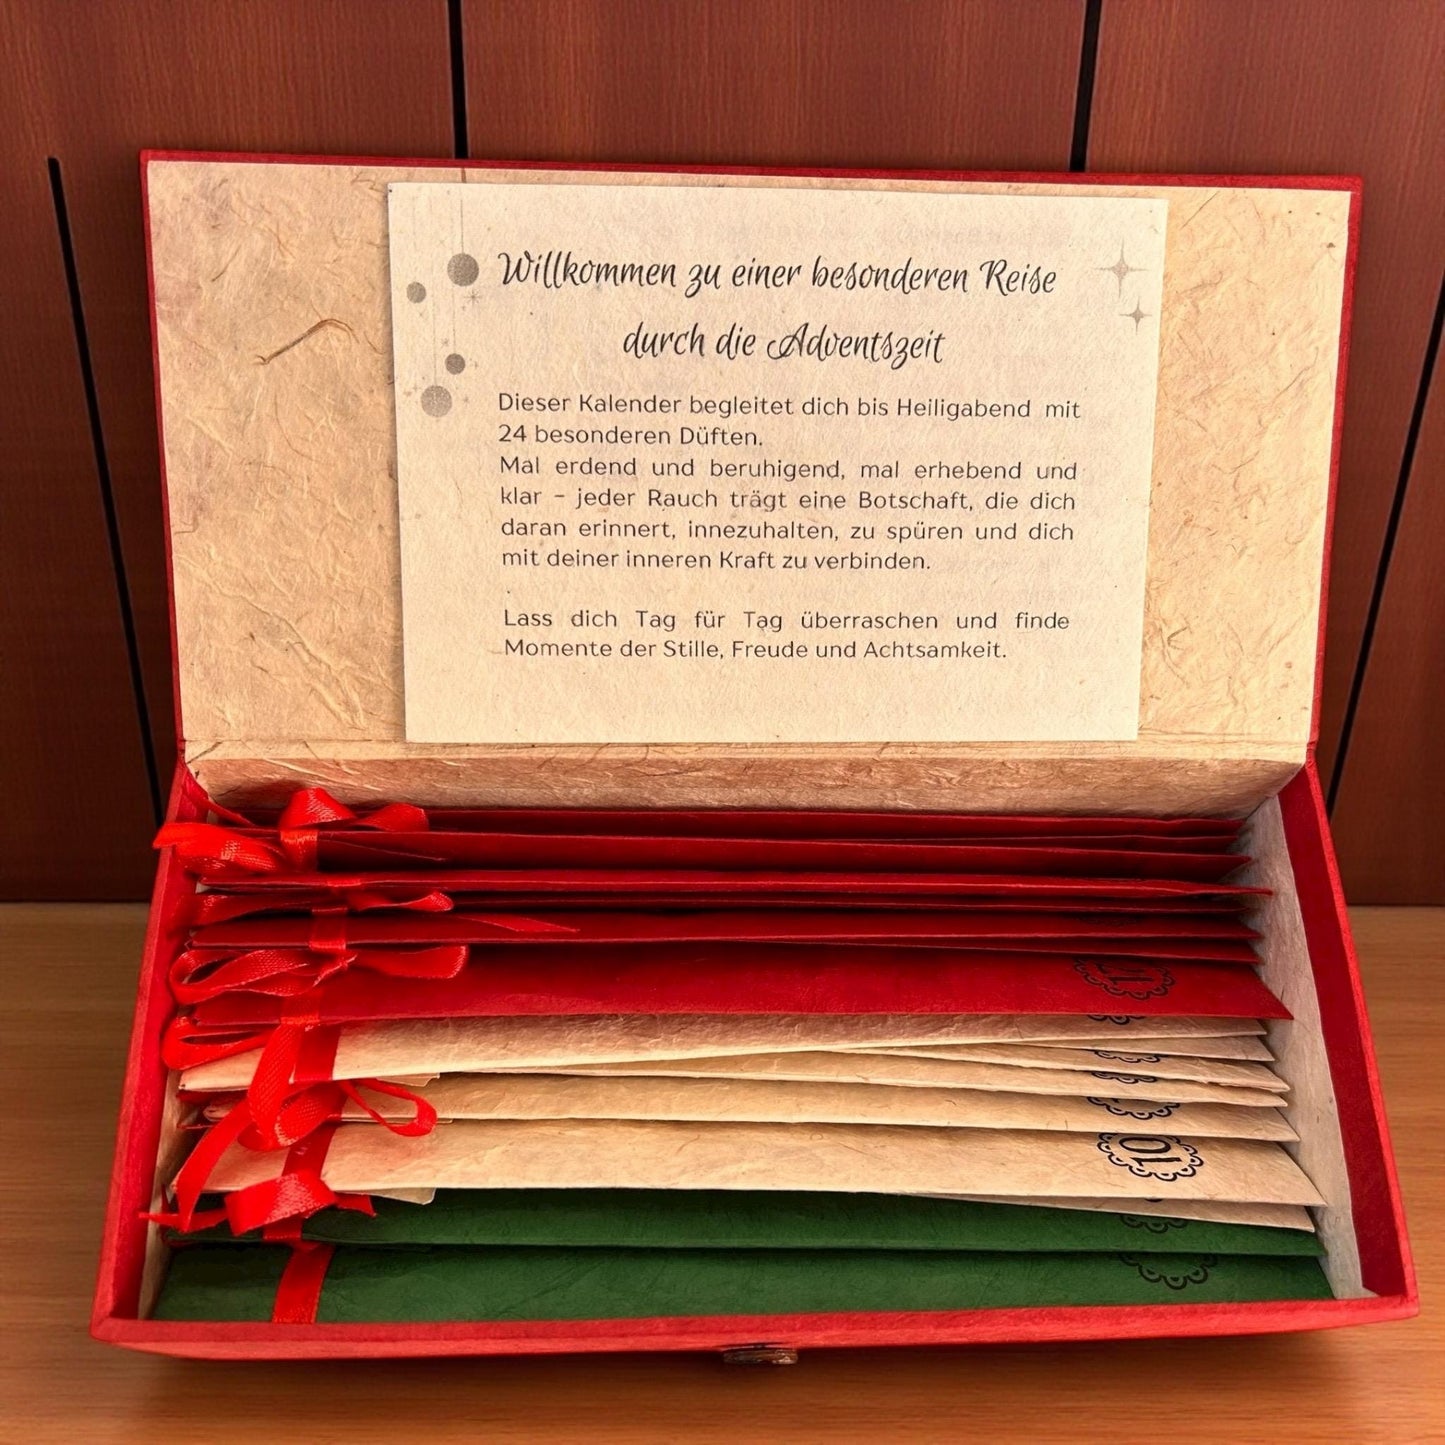 Willkommen zu einer besonderen Reise
durch die Adventszeit
Dieser Kalender begleitet dich bis Heiligabend mit
24 besonderen Düften.
Mal erdend und beruhigend, mal erhebend und
klar – jeder Rauch trägt eine Botschaft, die dich
daran erinnert, innezuhalten, zu spüren und dich
mit deiner inneren Kraft zu verbinden.
Lass dich Tag für Tag überraschen und finde
Momente der Stille, Freude und Achtsamkeit.
10